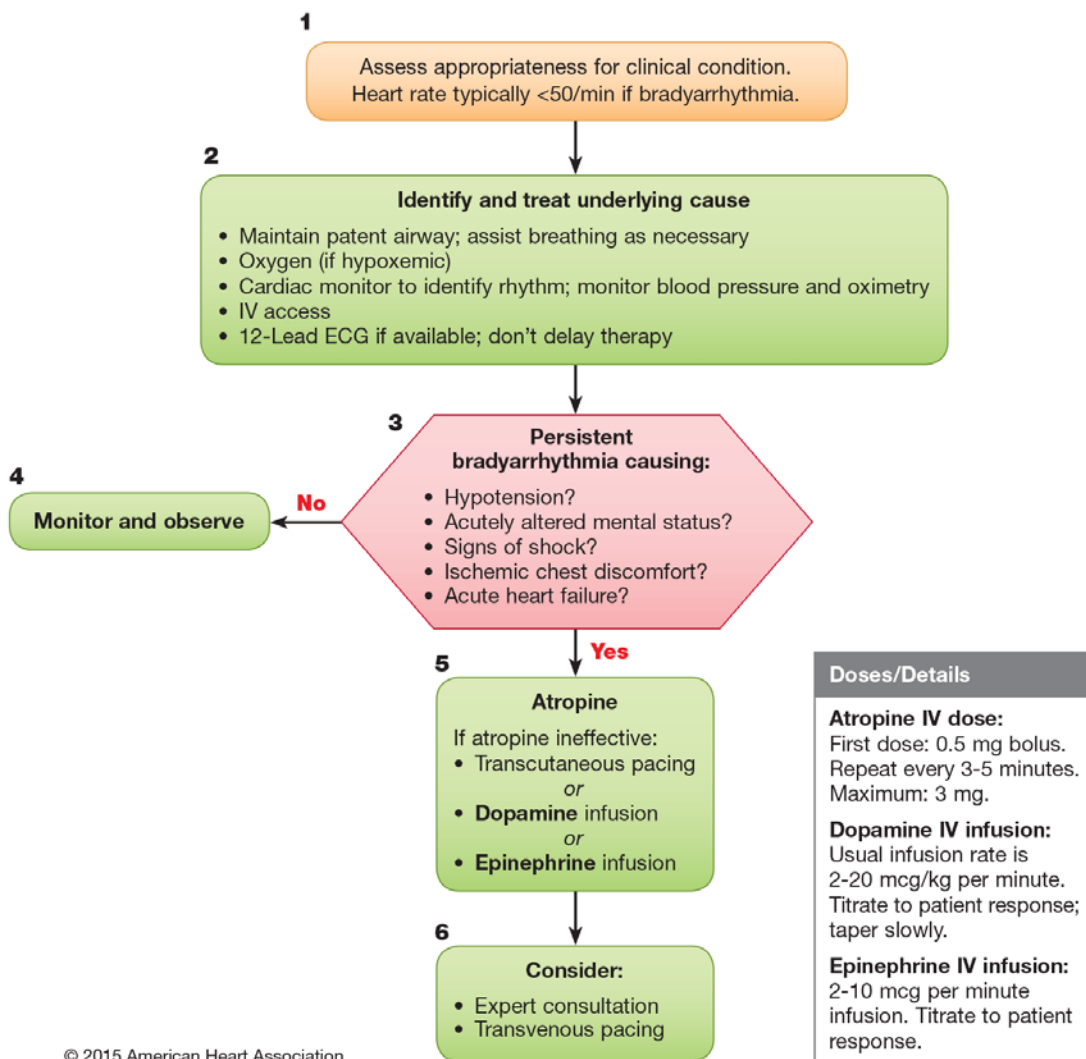 1
Assess appropriateness for clinical condition.
Heart rate typically <50/min if bradyarrhythmia.
2
Identify and treat underlying cause
• Maintain patent airway; assist breathing as necessary
• Oxygen (if hypoxemic)
• Cardiac monitor to identify rhythm; monitor blood pressure and oximetry
• IV access
• 12-Lead ECG if available; don't delay therapy
3
Persistent
bradyarrhythmia causing:
• Hypotension?
• Acutely altered mental status?
• Signs of shock?
• Ischemic chest discomfort?
• Acute heart failure?
No
4
Monitor and observe
Yes
5
Atropine
If atropine ineffective:
• Transcutaneous pacing
or
• Dopamine infusion
or
• Epinephrine infusion
6
Consider:
• Expert consultation
• Transvenous pacing
Doses/Details
Atropine IV dose:
First dose: 0.5 mg bolus.
Repeat every 3-5 minutes.
Maximum: 3 mg.
Dopamine IV infusion:
Usual infusion rate is
2-20 mcg/kg per minute.
Titrate to patient response;
taper slowly.
Epinephrine IV infusion:
2-10 mcg per minute
infusion. Titrate to patient
response.
© 2015 American Heart Association